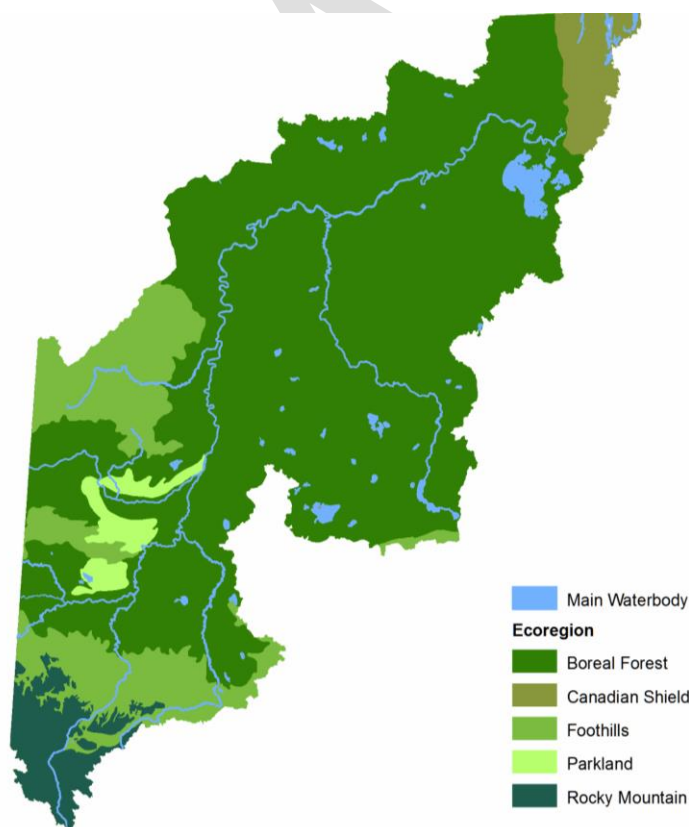 Main Waterbody
Ecoregion
Boreal Forest
Canadian Shield
Foothills
Parkland
Rocky Mountain